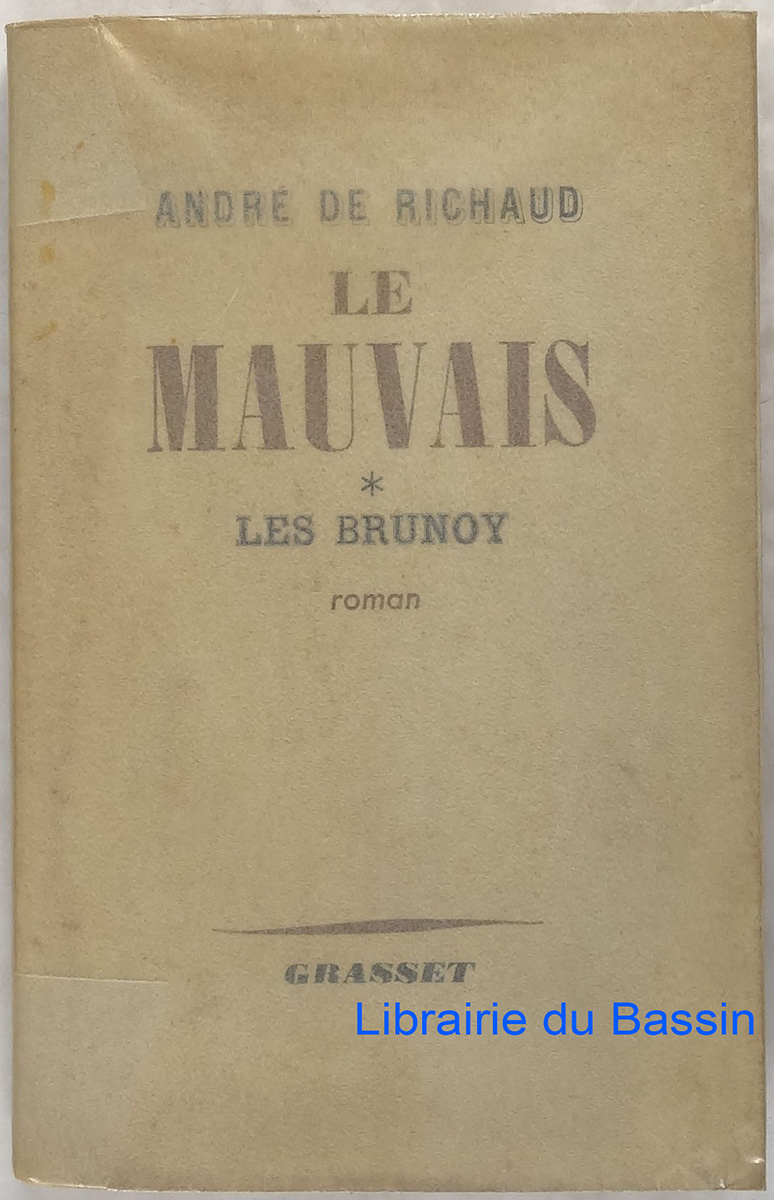 ANDRÉ DE RICHAUD
LE
MAUVAIS
*
LES BRUNOY
roman
GRASSET
Librairie du Bassin